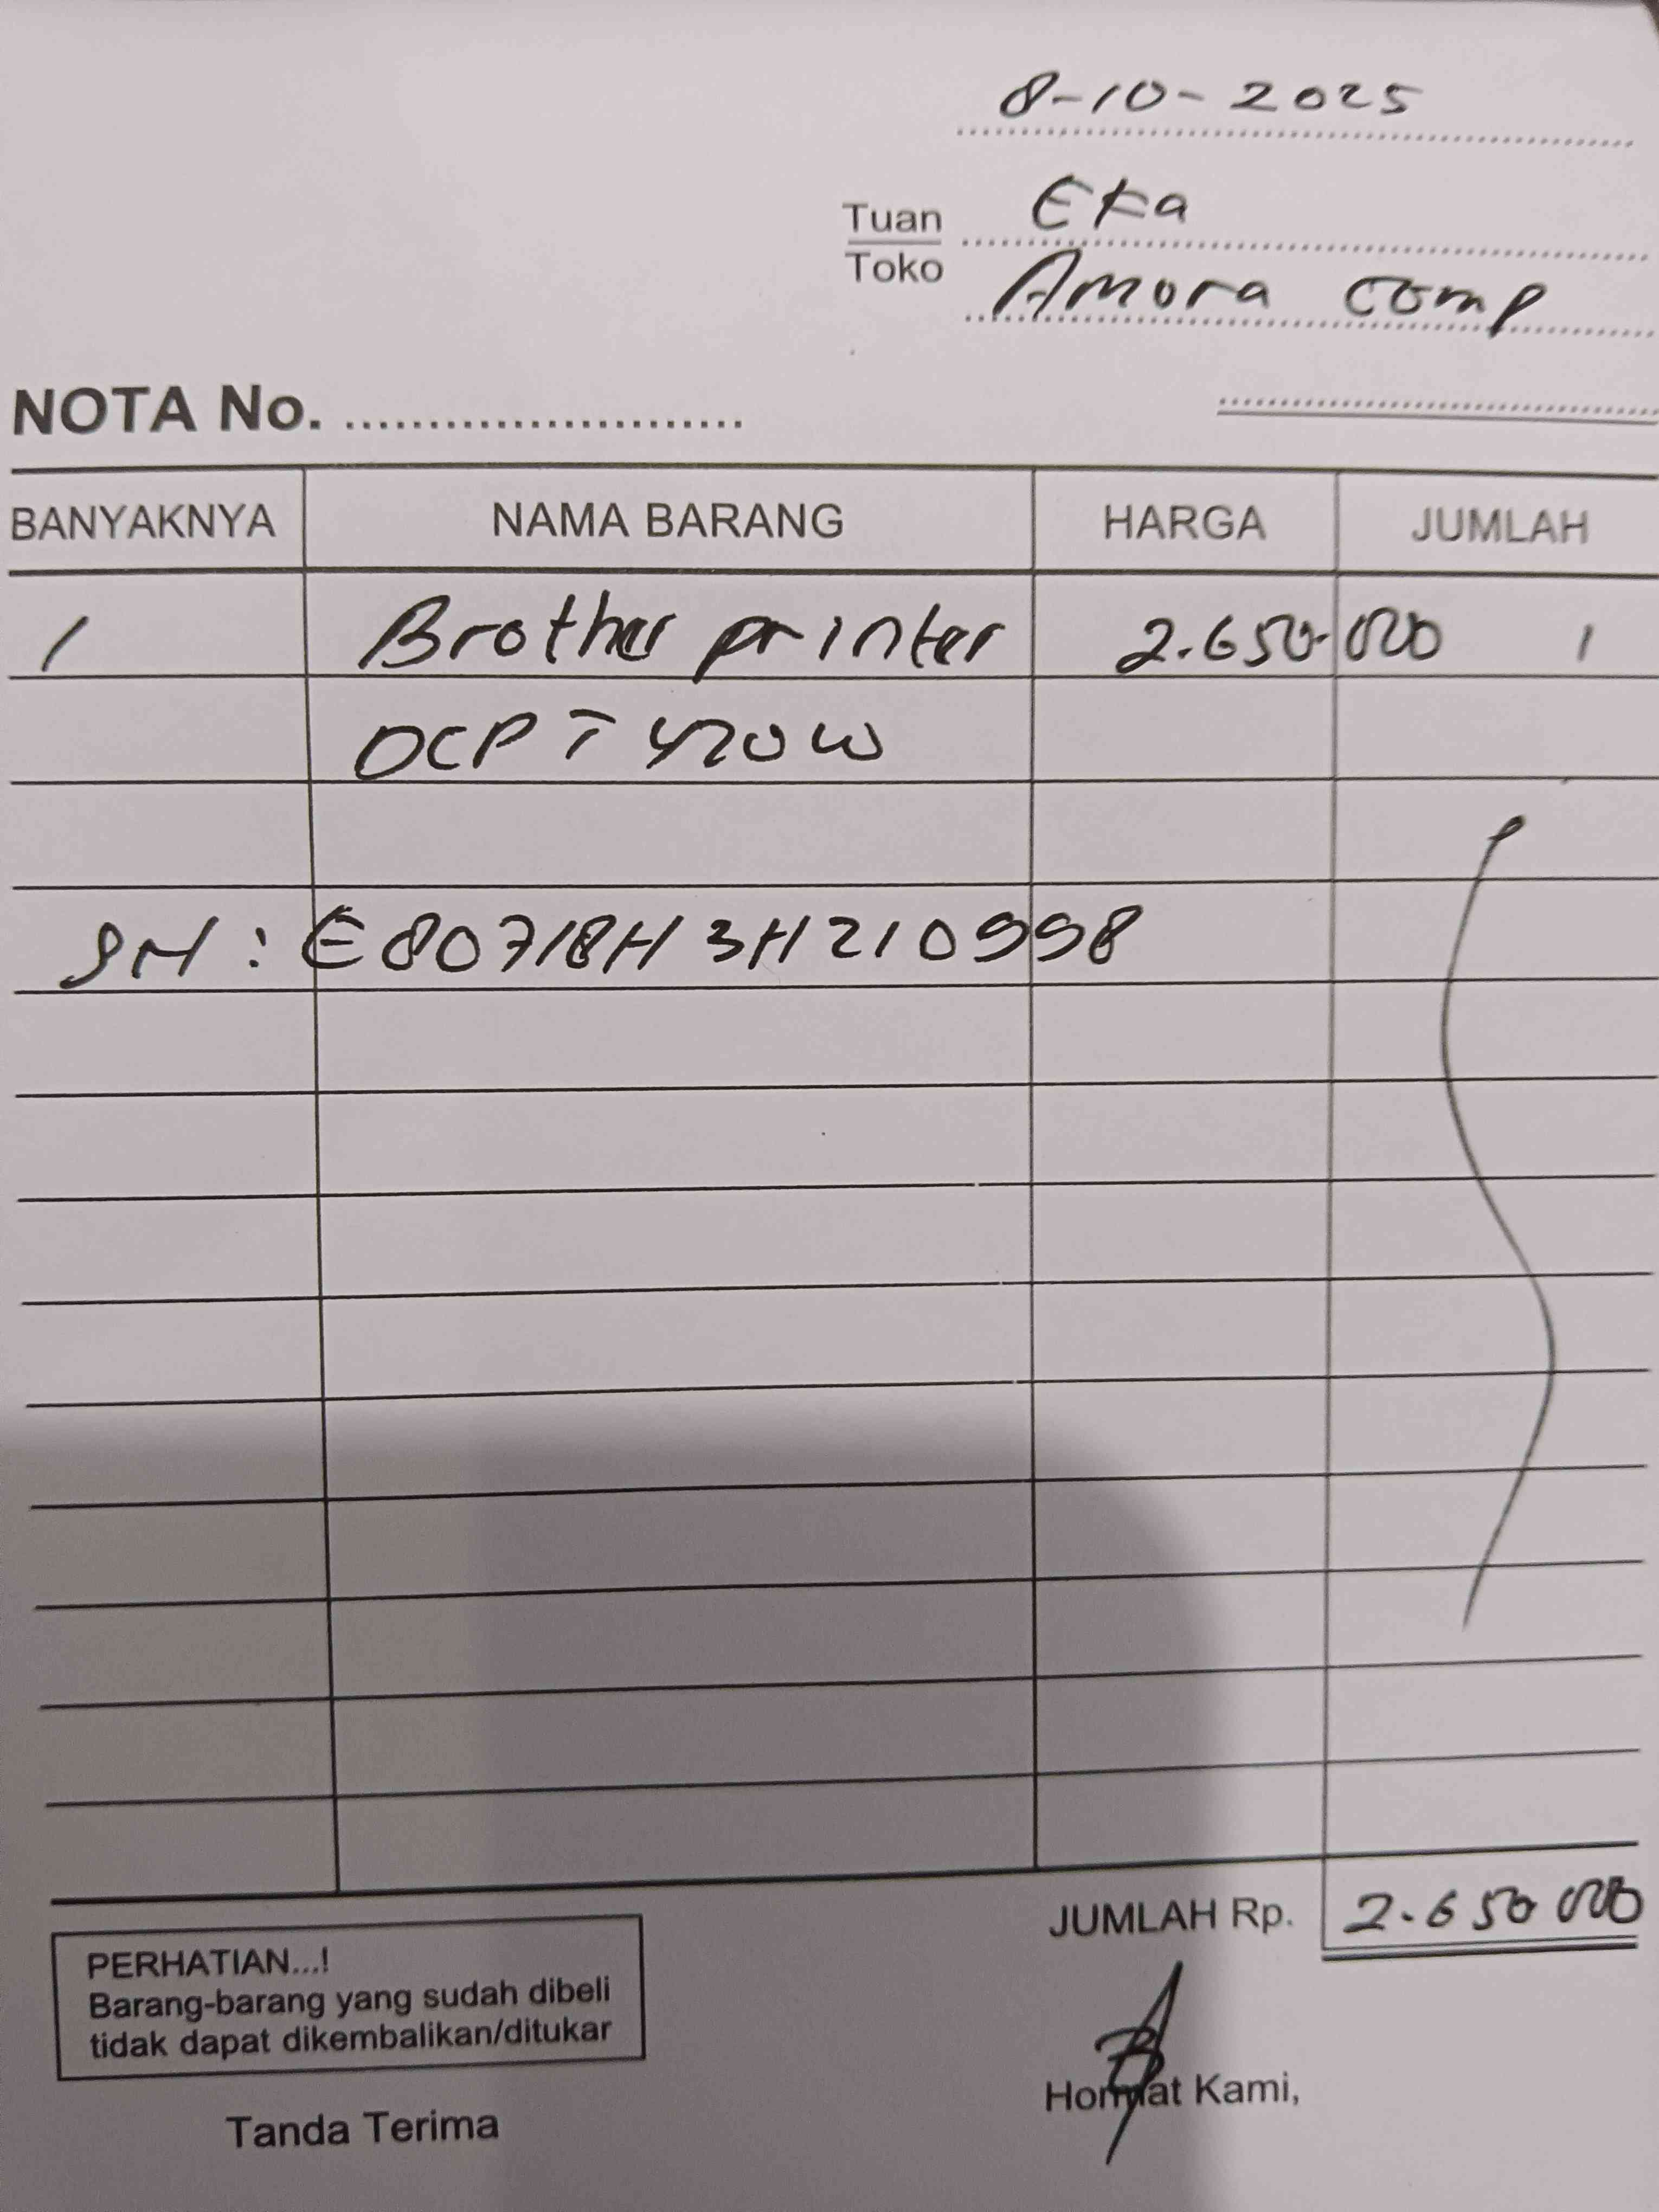 8-10-2025
Tuan Eka
Toko Amora comp
NOTA No. ........................
BANYAKNYA NAMA BARANG HARGA JUMLAH
1 Brother printer 2.650.000 1
DCP T 420 W
SN : E80718H3H210998
JUMLAH Rp. 2.650 000
PERHATIAN...!
Barang-barang yang sudah dibeli
tidak dapat dikembalikan/ditukar
Hormat Kami,
Tanda Terima